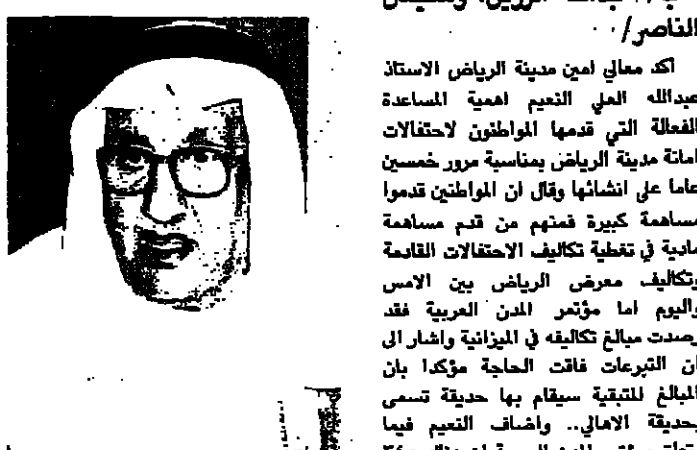 الناصر/
اكد معالي امين مدينة الرياض الاستاذ
عبدالله العلي النعيم اهمية المساعدة
الفعالة التي قدمها المواطنون لاحتفالات
امانة مدينة الرياض بمناسبة مرور خمسين
عاما على انشائها وقال ان المواطنين قدموا
مساهمة كبيرة فمنهم من قدم مساهمة
مادية في تغطية تكاليف الاحتفالات القادمة
وتكاليف معرض الرياض بين الامس
واليوم اما مؤتمر المدن العربية فقد
رصدت مبالغ تكاليفه في الميزانية واشار الى
ان التبرعات فاقت الحاجة مؤكدا بان
المبالغ المتبقية سيقام بها حديقة تسمى
بحديقة الاهالي.. واضاف النعيم فيما